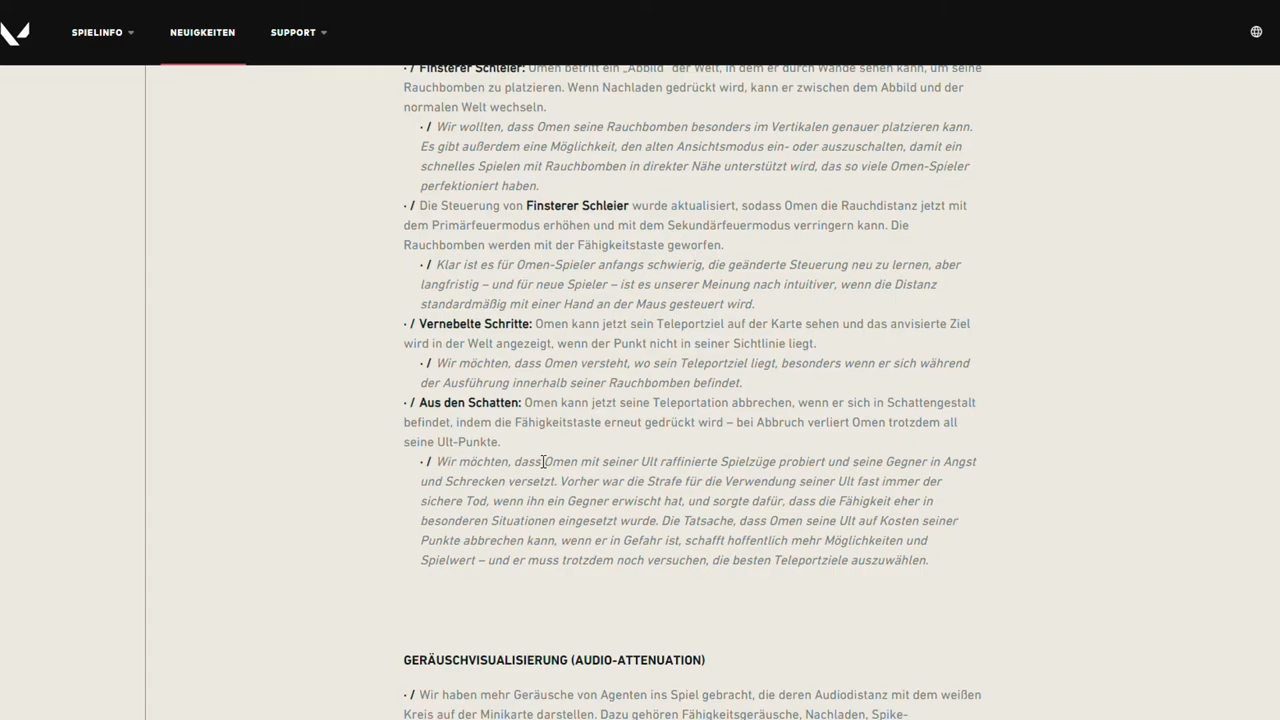 SPIELINFO
NEUIGKEITEN
SUPPORT
· / Finsterer Schleier: Omen betritt ein „Abbild“ der Welt, in dem er durch Wände sehen kann, um seine
Rauchbomben zu platzieren. Wenn Nachladen gedrückt wird, kann er zwischen dem Abbild und der
normalen Welt wechseln.
· / Wir wollten, dass Omen seine Rauchbomben besonders im Vertikalen genauer platzieren kann.
Es gibt außerdem eine Möglichkeit, den alten Ansichtsmodus ein- oder auszuschalten, damit ein
schnelles Spielen mit Rauchbomben in direkter Nähe unterstützt wird, das so viele Omen-Spieler
perfektioniert haben.
· / Die Steuerung von Finsterer Schleier wurde aktualisiert, sodass Omen die Rauchdistanz jetzt mit
dem Primärfeuermodus erhöhen und mit dem Sekundärfeuermodus verringern kann. Die
Rauchbomben werden mit der Fähigkeitstaste geworfen.
· / Klar ist es für Omen-Spieler anfangs schwierig, die geänderte Steuerung neu zu lernen, aber
langfristig – und für neue Spieler – ist es unserer Meinung nach intuitiver, wenn die Distanz
standardmäßig mit einer Hand an der Maus gesteuert wird.
· / Vernebelte Schritte: Omen kann jetzt sein Teleportziel auf der Karte sehen und das anvisierte Ziel
wird in der Welt angezeigt, wenn der Punkt nicht in seiner Sichtlinie liegt.
· / Wir möchten, dass Omen versteht, wo sein Teleportziel liegt, besonders wenn er sich während
der Ausführung innerhalb seiner Rauchbomben befindet.
· / Aus den Schatten: Omen kann jetzt seine Teleportation abbrechen, wenn er sich in Schattengestalt
befindet, indem die Fähigkeitstaste erneut gedrückt wird – bei Abbruch verliert Omen trotzdem all
seine Ult-Punkte.
· / Wir möchten, dass Omen mit seiner Ult raffinierte Spielzüge probiert und seine Gegner in Angst
und Schrecken versetzt. Vorher war die Strafe für die Verwendung seiner Ult fast immer der
sichere Tod, wenn ihn ein Gegner erwischt hat, und sorgte dafür, dass die Fähigkeit eher in
besonderen Situationen eingesetzt wurde. Die Tatsache, dass Omen seine Ult auf Kosten seiner
Punkte abbrechen kann, wenn er in Gefahr ist, schafft hoffentlich mehr Möglichkeiten und
Spielwert – und er muss trotzdem noch versuchen, die besten Teleportziele auszuwählen.
GERÄUSCHVISUALISIERUNG (AUDIO-ATTENUATION)
· / Wir haben mehr Geräusche von Agenten ins Spiel gebracht, die deren Audiodistanz mit dem weißen
Kreis auf der Minikarte darstellen. Dazu gehören Fähigkeitsgeräusche, Nachladen, Spike-